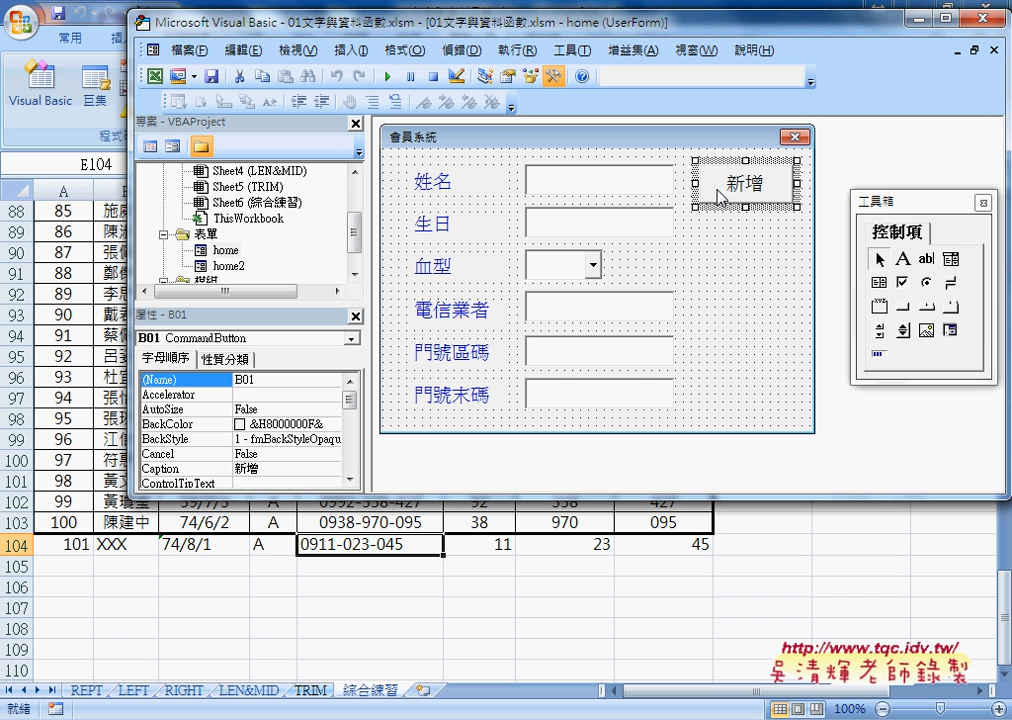 Microsoft Visual Basic - 01文字與資料函數.xlsm - [01文字與資料函數.xlsm - home (UserForm)]
常用
檔案(F) 編輯(E) 檢視(V) 插入(I) 格式(O) 偵錯(D) 執行(R) 工具(T) 增益集(A) 視窗(W) 說明(H)
Visual Basic 巨集
專案 - VBAProject
E104
Sheet4 (LEN&MID)
Sheet5 (TRIM)
Sheet6 (綜合練習)
ThisWorkbook
表單
home
home2
模組
屬性 - B01
B01 CommandButton
字母順序 性質分類
(Name) B01
Accelerator
AutoSize False
BackColor &H8000000F&
BackStyle 1 - fmBackStyleOpaqu
Cancel False
Caption 新增
ControlTipText
會員系統
姓名
生日
血型
電信業者
門號區碼
門號末碼
新增
工具箱
控制項
A
88 85
89 86
90 87
91 88
92 89
93 90
94 91
95 92
96 93
97 94
98 95
99 96
100 97
101 98
102 99 0992-338-427 92 338 427
103 100 陳建中 74/6/2 A 0938-970-095 38 970 095
104 101 XXX 74/8/1 A 0911-023-045 11 23 45
105
106
107
108
109
110
http://www.tqc.idv.tw/
吳清輝老師錄製
REPT LEFT RIGHT LEN&MID TRIM 綜合練習
就緒
100%